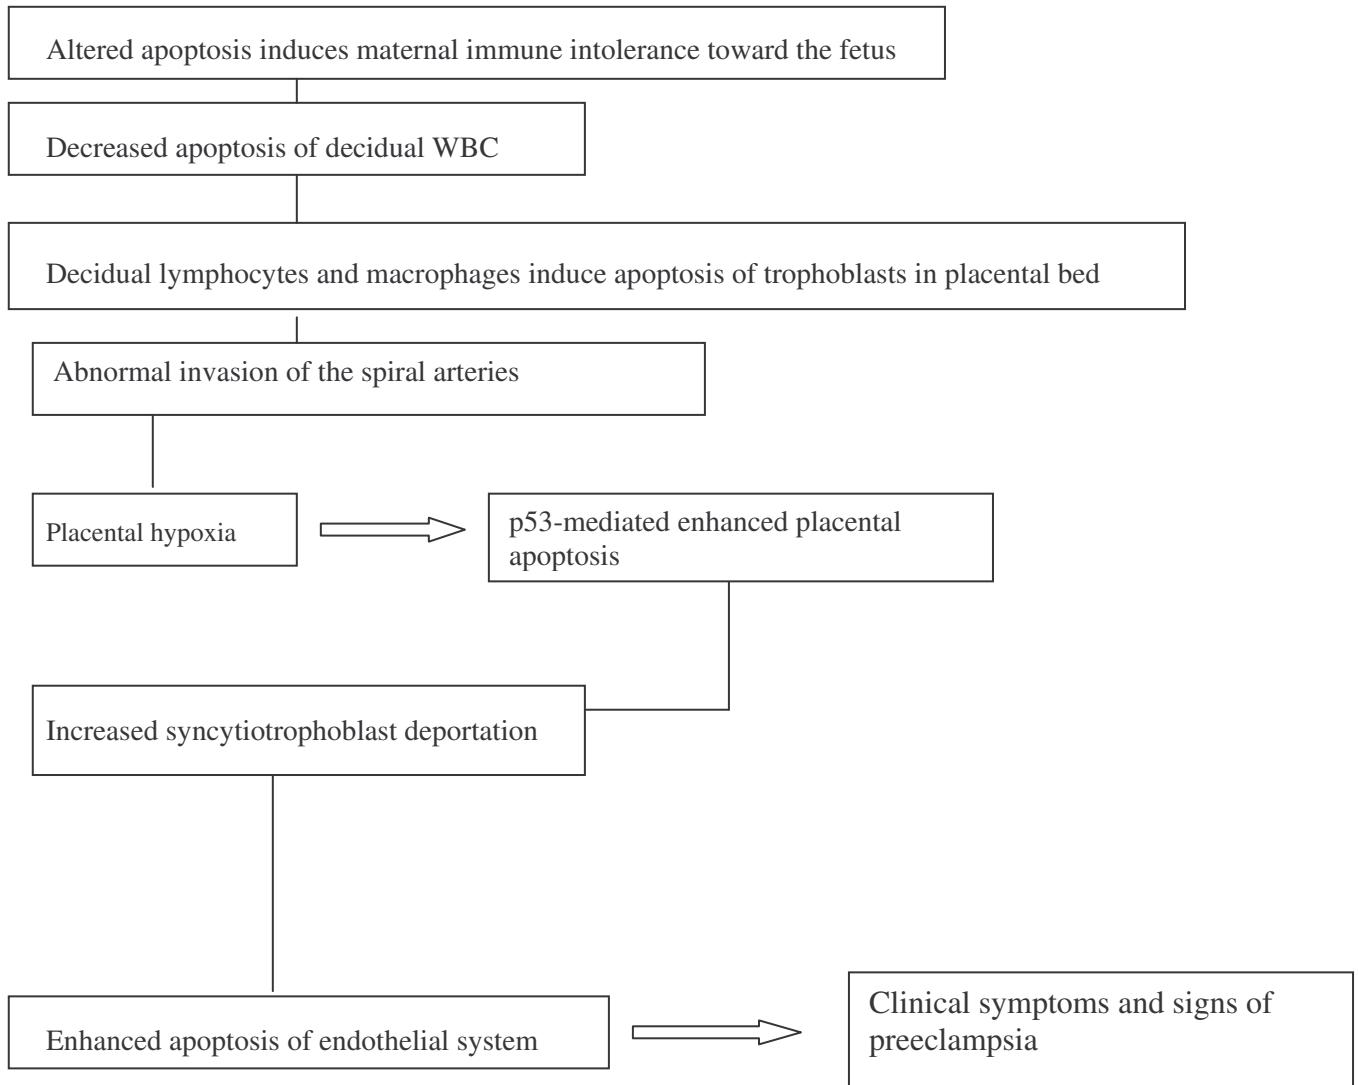 Altered apoptosis induces maternal immune intolerance toward the fetus
Decreased apoptosis of decidual WBC
Decidual lymphocytes and macrophages induce apoptosis of trophoblasts in placental bed
Abnormal invasion of the spiral arteries
Placental hypoxia
p53-mediated enhanced placental
apoptosis
Increased syncytiotrophoblast deportation
Enhanced apoptosis of endothelial system
Clinical symptoms and signs of
preeclampsia